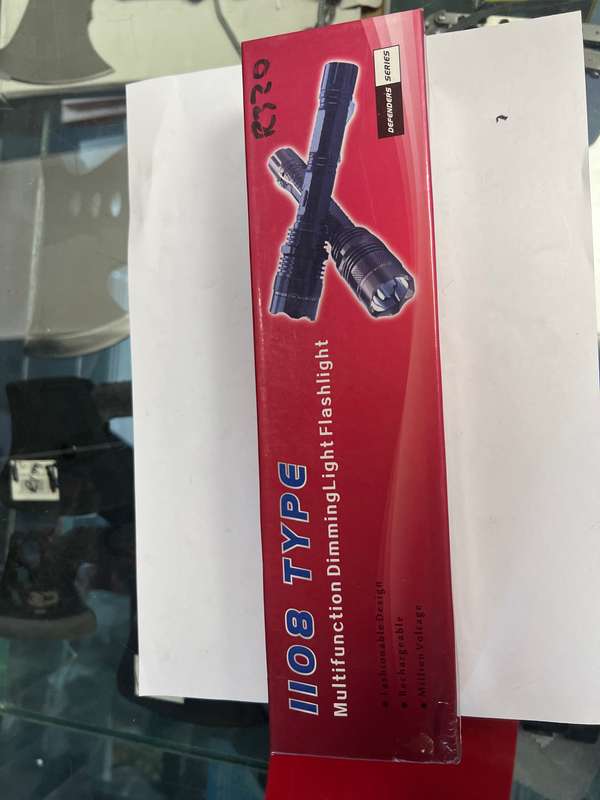 R320
DEFENDERS SERIES
1108 TYPE
Multifunction DimmingLight Flashlight
● Fashionable Design
● Rechargeable
● Million Voltage